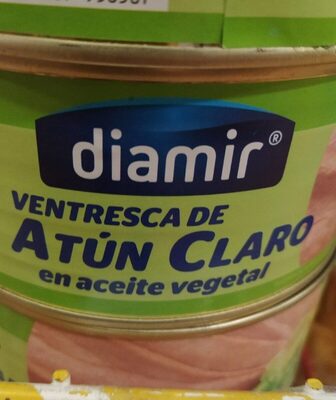 diamir®
VENTRESCA DE
ATÚN CLARO
en aceite vegetal